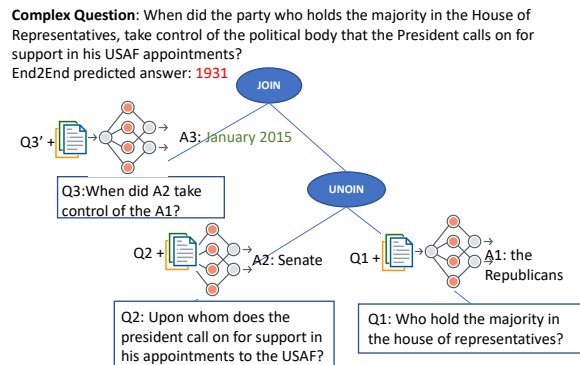 Complex Question: When did the party who holds the majority in the House of
Representatives, take control of the political body that the President calls on for
support in his USAF appointments?
End2End predicted answer: 1931
JOIN
Q3' +
A3: January 2015
Q3:When did A2 take
control of the A1?
UNOIN
Q2 +
A2: Senate
Q1 +
A1: the
Republicans
Q2: Upon whom does the
president call on for support in
his appointments to the USAF?
Q1: Who hold the majority in
the house of representatives?